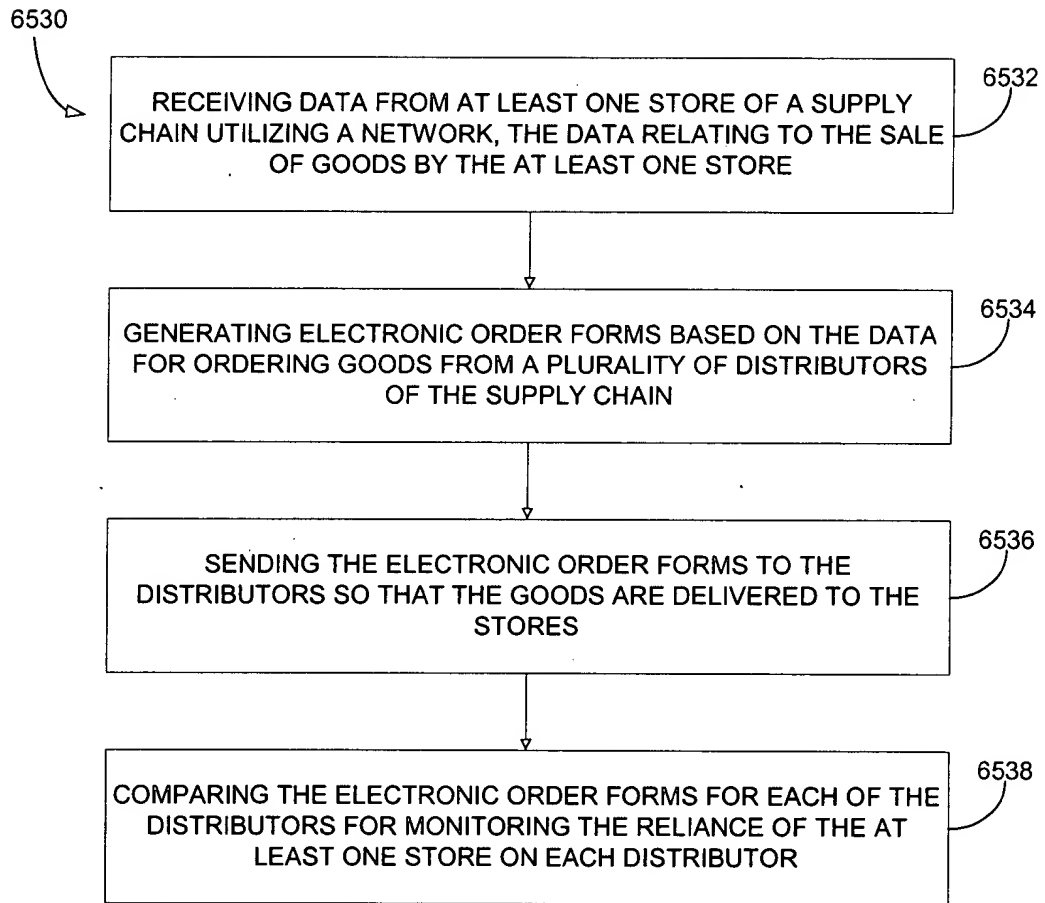 6530
6532
RECEIVING DATA FROM AT LEAST ONE STORE OF A SUPPLY
CHAIN UTILIZING A NETWORK, THE DATA RELATING TO THE SALE
OF GOODS BY THE AT LEAST ONE STORE
6534
GENERATING ELECTRONIC ORDER FORMS BASED ON THE DATA
FOR ORDERING GOODS FROM A PLURALITY OF DISTRIBUTORS
OF THE SUPPLY CHAIN
6536
SENDING THE ELECTRONIC ORDER FORMS TO THE
DISTRIBUTORS SO THAT THE GOODS ARE DELIVERED TO THE
STORES
6538
COMPARING THE ELECTRONIC ORDER FORMS FOR EACH OF THE
DISTRIBUTORS FOR MONITORING THE RELIANCE OF THE AT
LEAST ONE STORE ON EACH DISTRIBUTOR